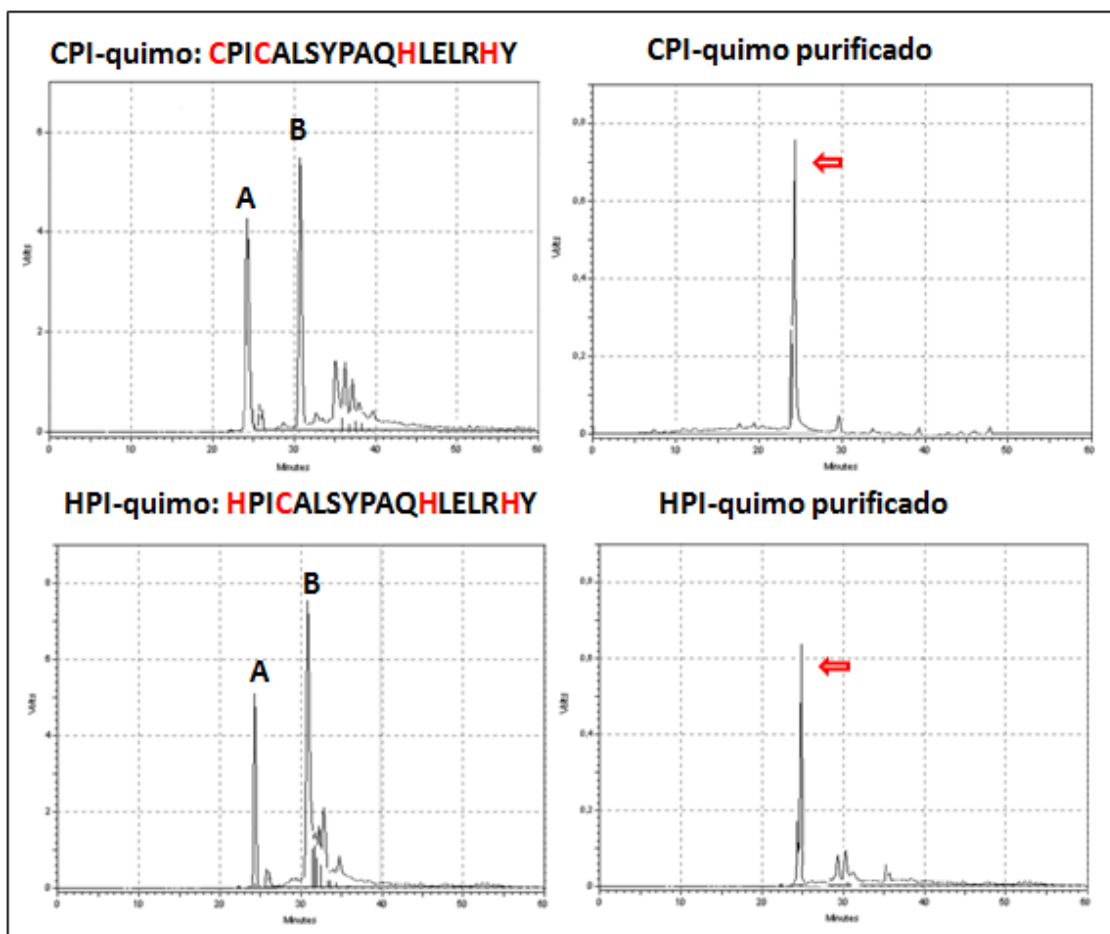 CPI-quimo: CPICALSYPAQHLELRHY
CPI-quimo purificado
A
B
6
4
2
0
Volts
0 10 20 30 40 50 60
Minutes
0,8
0,6
0,4
0,2
0
Volts
0 10 20 30 40 50 60
Minutes
HPI-quimo: HPICALSYPAQHLELRHY
HPI-quimo purificado
A
B
8
6
4
2
0
Volts
0 10 20 30 40 50 60
Minutes
0,8
0,6
0,4
0,2
0
Volts
0 10 20 30 40 50 60
Minutes